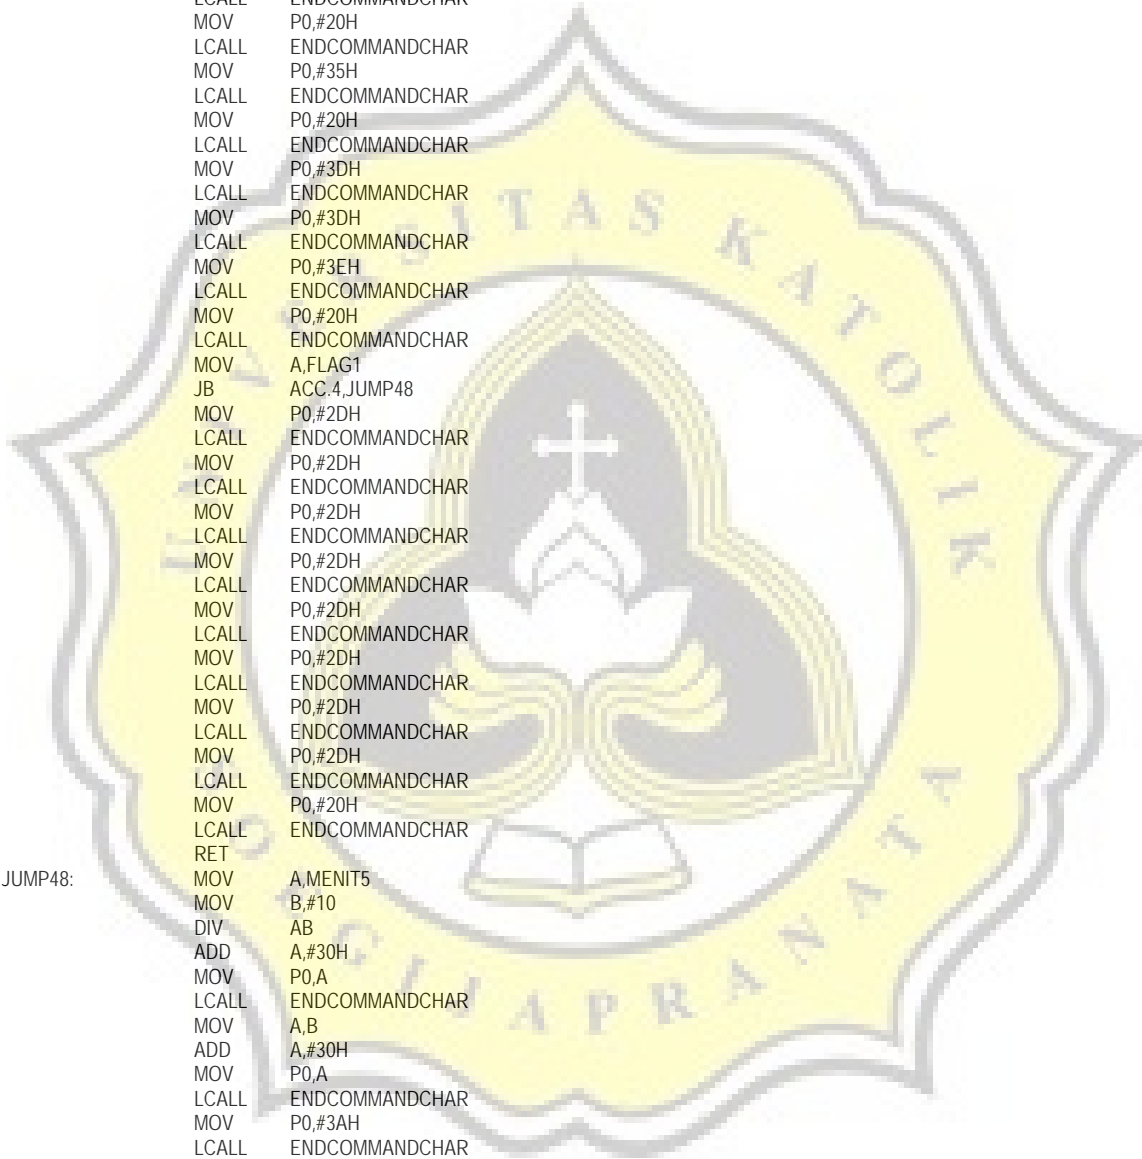 LCALL ENDCOMMANDCHAR
MOV P0,#20H
LCALL ENDCOMMANDCHAR
MOV P0,#35H
LCALL ENDCOMMANDCHAR
MOV P0,#20H
LCALL ENDCOMMANDCHAR
MOV P0,#3DH
LCALL ENDCOMMANDCHAR
MOV P0,#3DH
LCALL ENDCOMMANDCHAR
MOV P0,#3EH
LCALL ENDCOMMANDCHAR
MOV P0,#20H
LCALL ENDCOMMANDCHAR
MOV A,FLAG1
JB ACC.4,JUMP48
MOV P0,#2DH
LCALL ENDCOMMANDCHAR
MOV P0,#2DH
LCALL ENDCOMMANDCHAR
MOV P0,#2DH
LCALL ENDCOMMANDCHAR
MOV P0,#2DH
LCALL ENDCOMMANDCHAR
MOV P0,#2DH
LCALL ENDCOMMANDCHAR
MOV P0,#2DH
LCALL ENDCOMMANDCHAR
MOV P0,#2DH
LCALL ENDCOMMANDCHAR
MOV P0,#2DH
LCALL ENDCOMMANDCHAR
MOV P0,#20H
LCALL ENDCOMMANDCHAR
RET
JUMP48: MOV A,MENIT5
MOV B,#10
DIV AB
ADD A,#30H
MOV P0,A
LCALL ENDCOMMANDCHAR
MOV A,B
ADD A,#30H
MOV P0,A
LCALL ENDCOMMANDCHAR
MOV P0,#3AH
LCALL ENDCOMMANDCHAR
UNIVERSITAS KATOLIK
SOEGIJAPRANATA